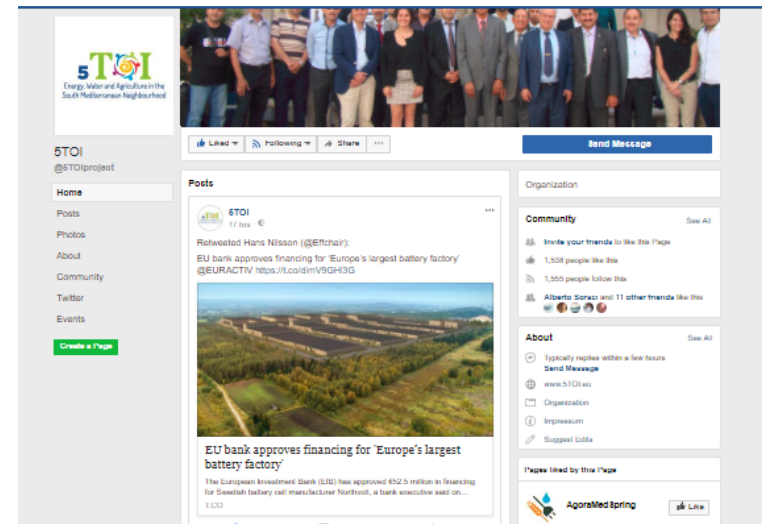 5TOI
Energy, Water and Agriculture in the
South Mediterranean Neighbourhood
5TOI
@5TOIproject
Home
Posts
Photos
About
Community
Twitter
Events
Create a Page
Liked
Following
Share
Send Message
Posts
5TOI
17 hrs
Retweeted Hans Nilsson (@Effchair):
EU bank approves financing for 'Europe's largest battery factory'
@EURACTIV https://t.co/dimV9GHi3G
EU bank approves financing for 'Europe's largest
battery factory'
The European Investment Bank (EIB) has approved €52.5 million in financing
for Swedish battery cell manufacturer Northvolt, a bank executive said on...
T.CO
Organization
Community
See All
Invite your friends to like this Page
1,538 people like this
1,555 people follow this
Alberto Soraci and 11 other friends like this
About
See All
Typically replies within a few hours
Send Message
www.5TOI.eu
Organization
Impressum
Suggest Edits
Pages liked by this Page
AgoraMedSpring
Like